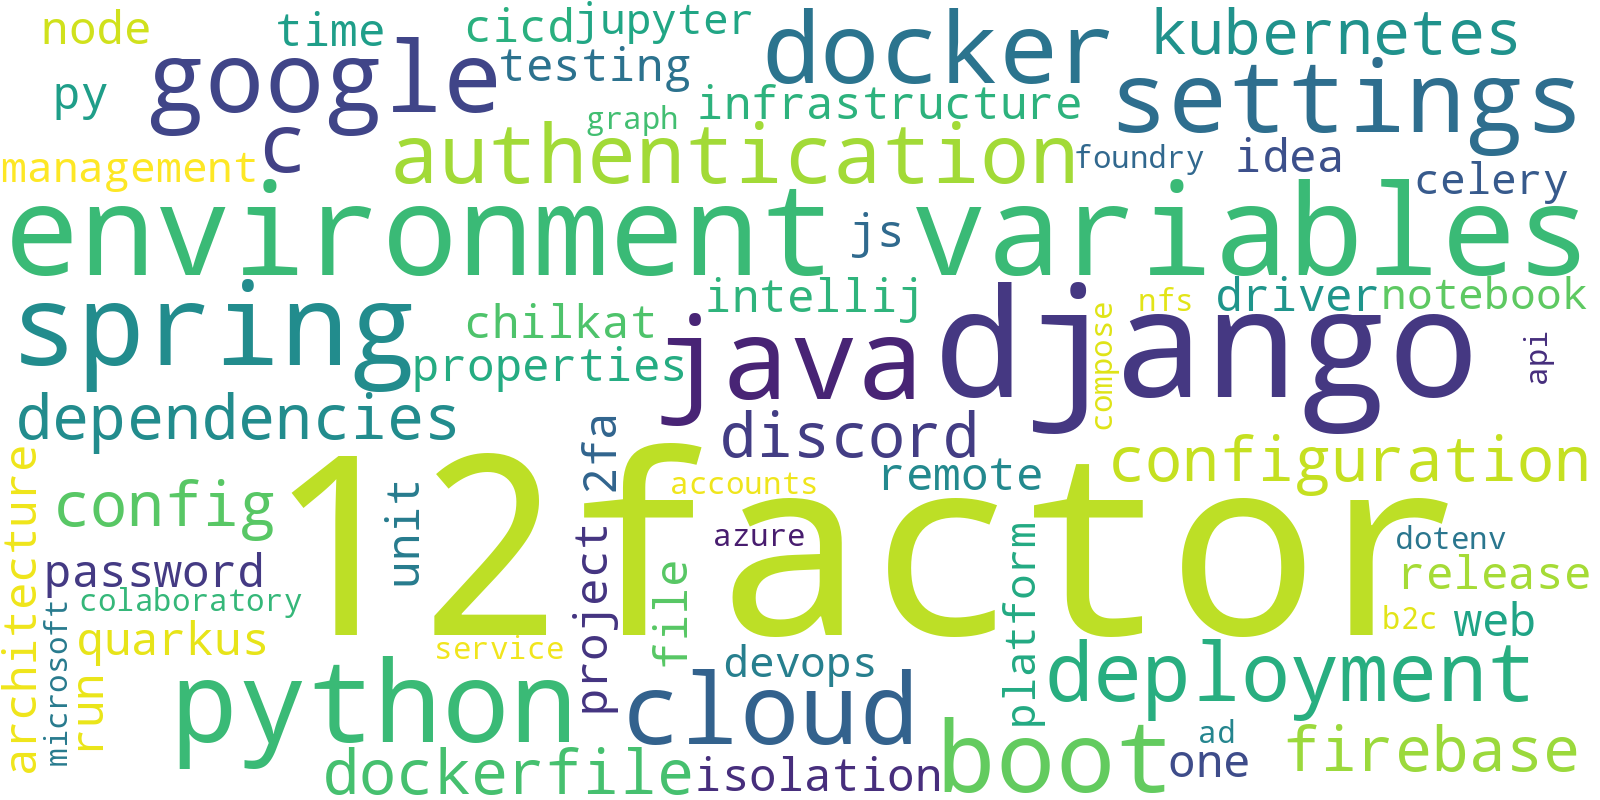 node
time
cicd
jupyter
docker
kubernetes
py
google
testing
infrastructure
settings
graph
management
c
authentication
foundry
idea
celery
environment
variables
js
spring
chilkat
intellij
properties
java
django
compose
nfs
driver
notebook
api
dependencies
discord
configuration
2fa
remote
accounts
12factor
config
unit
architecture
password
colaboratory
quarkus
microsoft
run
project
file
azure
platform
dotenv
release
b2c
web
service
python
devops
cloud
deployment
dockerfile
isolation
boot
ad
one
firebase